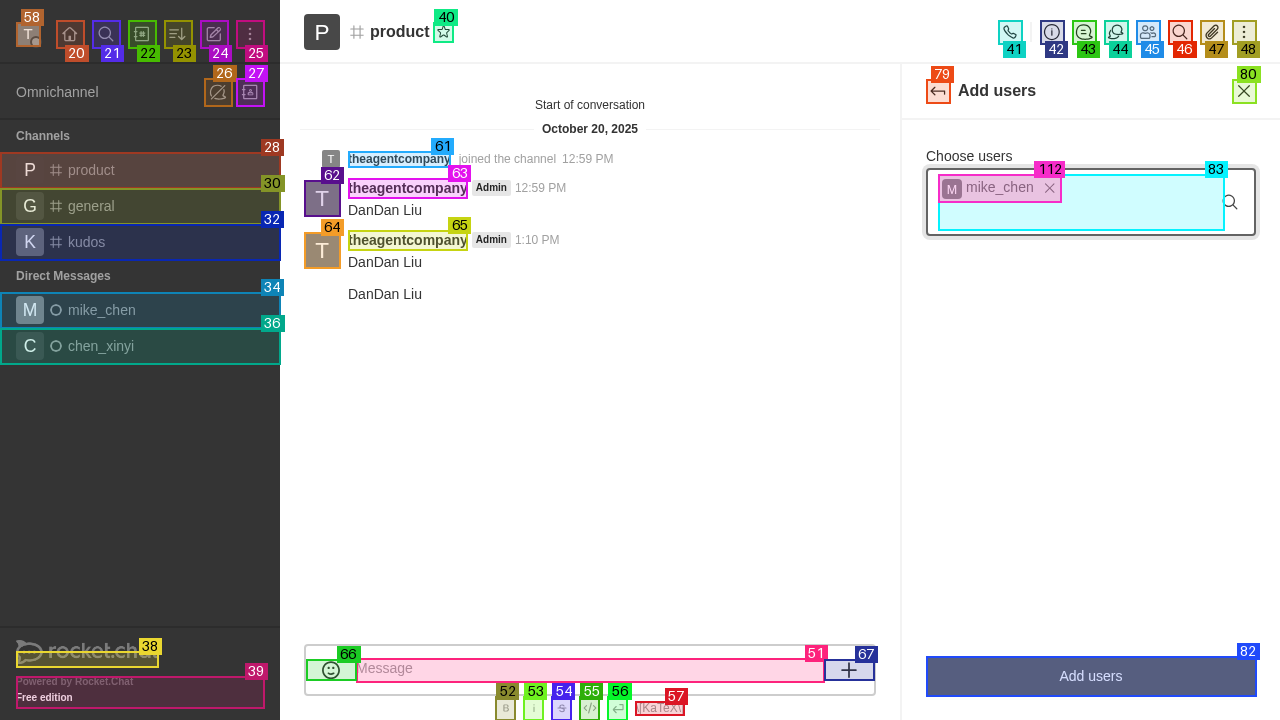 58
T
20
21
22
23
24
25
P
# product
40
41
42
43
44
45
46
47
48
Omnichannel
26
27
Channels
28
P # product
30
G # general
32
K # kudos
Direct Messages
34
M mike_chen
36
C chen_xinyi
38
rocket.chat
39
Powered by Rocket.Chat
Free edition
Start of conversation
October 20, 2025
61
T theagentcompany joined the channel 12:59 PM
62
63
T theagentcompany Admin 12:59 PM
DanDan Liu
64
65
T theagentcompany Admin 1:10 PM
DanDan Liu
DanDan Liu
66
51
Message
67
52
53
54
55
56
57
B
i
S
</>
KaTeX
79
Add users
80
Choose users
112
83
M mike_chen
82
Add users